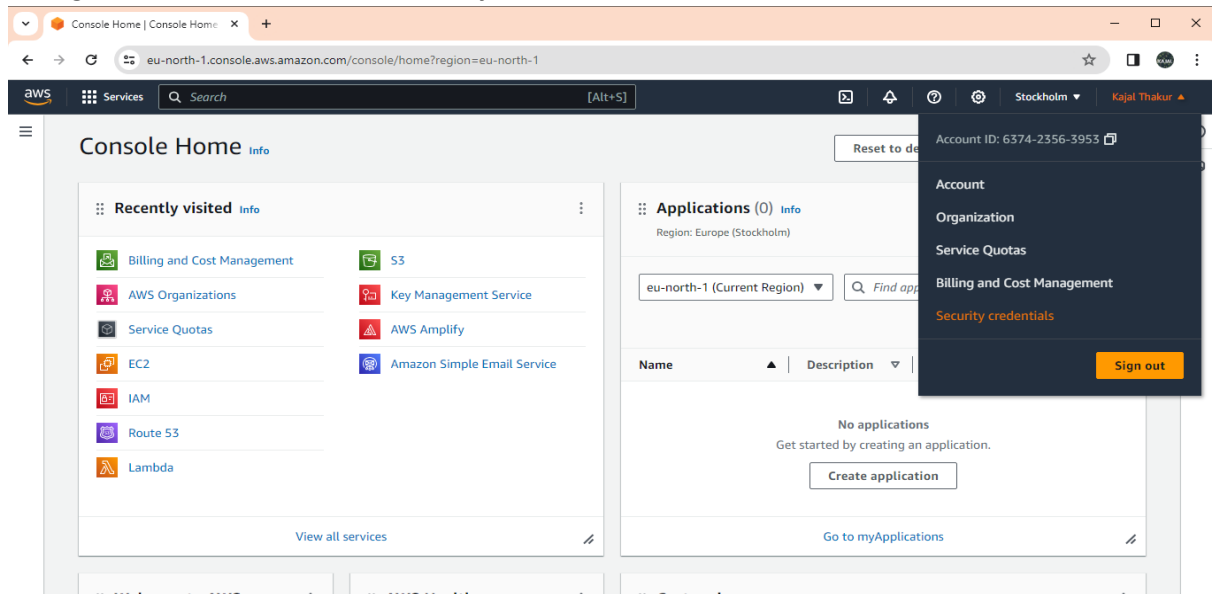 Console Home | Console Home
eu-north-1.console.aws.amazon.com/console/home?region=eu-north-1
aws
Services
Search
[Alt+S]
Stockholm
Kajal Thakur
Console Home Info
Reset to de
Account ID: 6374-2356-3953
Account
Organization
Service Quotas
Billing and Cost Management
Security credentials
Sign out
Recently visited Info
Billing and Cost Management
AWS Organizations
Service Quotas
EC2
IAM
Route 53
Lambda
S3
Key Management Service
AWS Amplify
Amazon Simple Email Service
View all services
Applications (0) Info
Region: Europe (Stockholm)
eu-north-1 (Current Region)
Find app
Name
Description
No applications
Get started by creating an application.
Create application
Go to myApplications